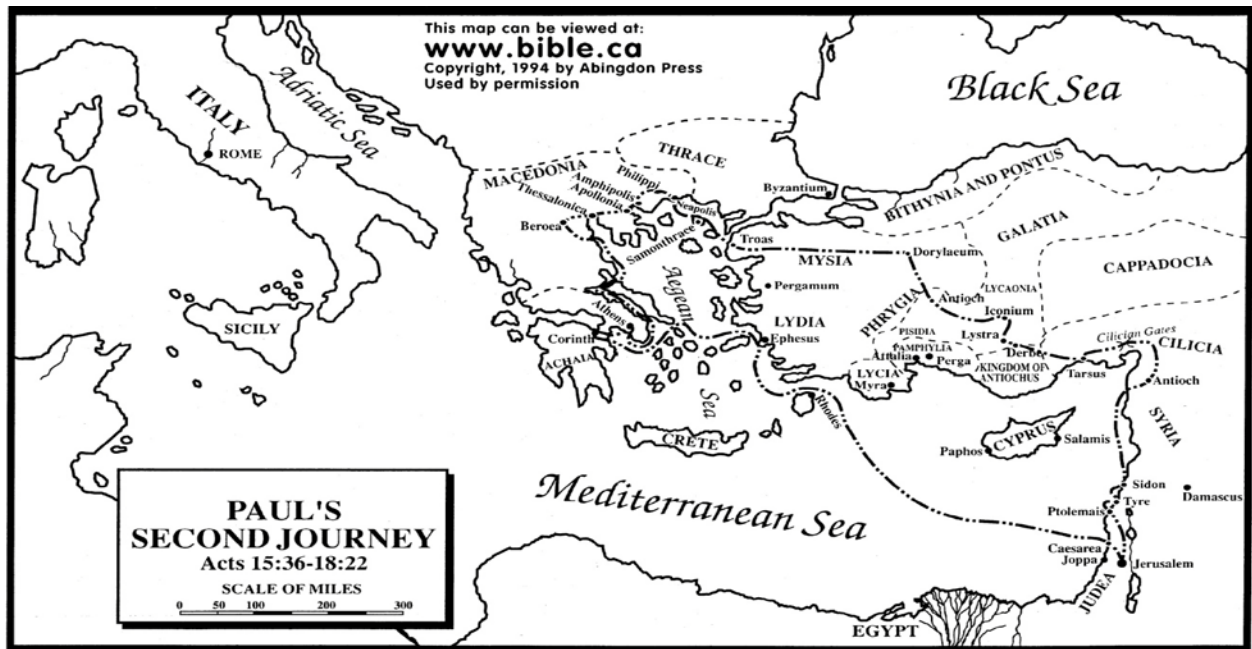 This map can be viewed at:
www.bible.ca
Copyright, 1994 by Abingdon Press
Used by permission
Black Sea
Adriatic Sea
ITALY
ROME
THRACE
MACEDONIA
Philippi
Amphipolis
Apollonia
Neapolis
Thessalonica
Beroea
Samonthrace
Byzantium
BITHYNIA AND PONTUS
GALATIA
CAPPADOCIA
Troas
MYSIA
Dorylaeum
Pergamum
Aegean
Sea
PHRYGIA
Antioch
LYCAONIA
Iconium
PISIDIA
Lystra
Derbe
Cilician Gates
CILICIA
LYDIA
Ephesus
Athens
Corinth
ACHAIA
PAMPHYLIA
Attalia
Perga
KINGDOM OF
ANTIOCHUS
Tarsus
Antioch
LYCIA
Myra
SICILY
Rhodes
CRETE
CYPRUS
Salamis
Paphos
SYRIA
Sidon
Tyre
Damascus
Ptolemais
Mediterranean Sea
Caesarea
Joppa
Jerusalem
JUDEA
EGYPT
PAUL'S
SECOND JOURNEY
Acts 15:36-18:22
SCALE OF MILES
0 50 100 200 300